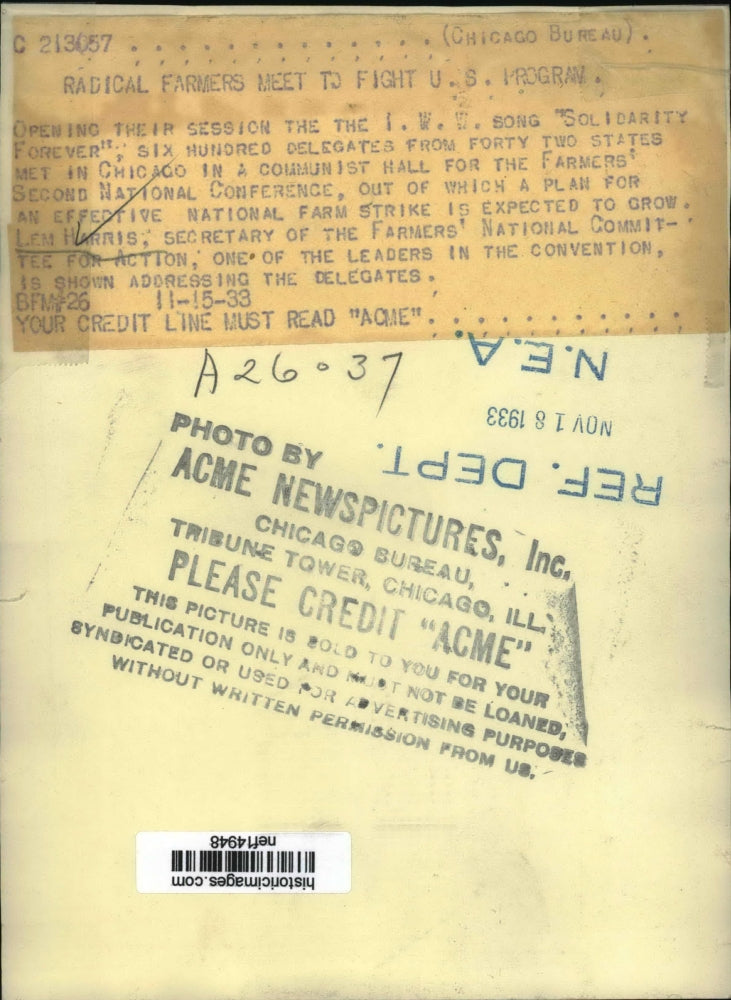 C 213057 . . . . . . . . . . . . . . (CHICAGO BUREAU) .
RADICAL FARMERS MEET TO FIGHT U.S. PROGRAM.
OPENING THEIR SESSION THE THE I.W.W. SONG "SOLIDARITY
FOREVER", SIX HUNDRED DELEGATES FROM FORTY TWO STATES
MET IN CHICAGO IN A COMMUNIST HALL FOR THE FARMERS'
SECOND NATIONAL CONFERENCE, OUT OF WHICH A PLAN FOR
AN EFFECTIVE NATIONAL FARM STRIKE IS EXPECTED TO GROW.
LEM HARRIS, SECRETARY OF THE FARMERS' NATIONAL COMMIT-
TEE FOR ACTION, ONE OF THE LEADERS IN THE CONVENTION,
IS SHOWN ADDRESSING THE DELEGATES.
BFM#26 11-15-33
YOUR CREDIT LINE MUST READ "ACME". . . . . . . . . . . .
A26-37
N.E.A.
NOV 18 1933
REF. DEPT.
PHOTO BY
ACME NEWSPICTURES, Inc,
CHICAGO BUREAU,
TRIBUNE TOWER, CHICAGO, ILL,
PLEASE CREDIT "ACME"
THIS PICTURE IS SOLD TO YOU FOR YOUR
PUBLICATION ONLY AND MUST NOT BE LOANED,
SYNDICATED OR USED FOR ADVERTISING PURPOSES
WITHOUT WRITTEN PERMISSION FROM US.
historicimages.com
nef14948